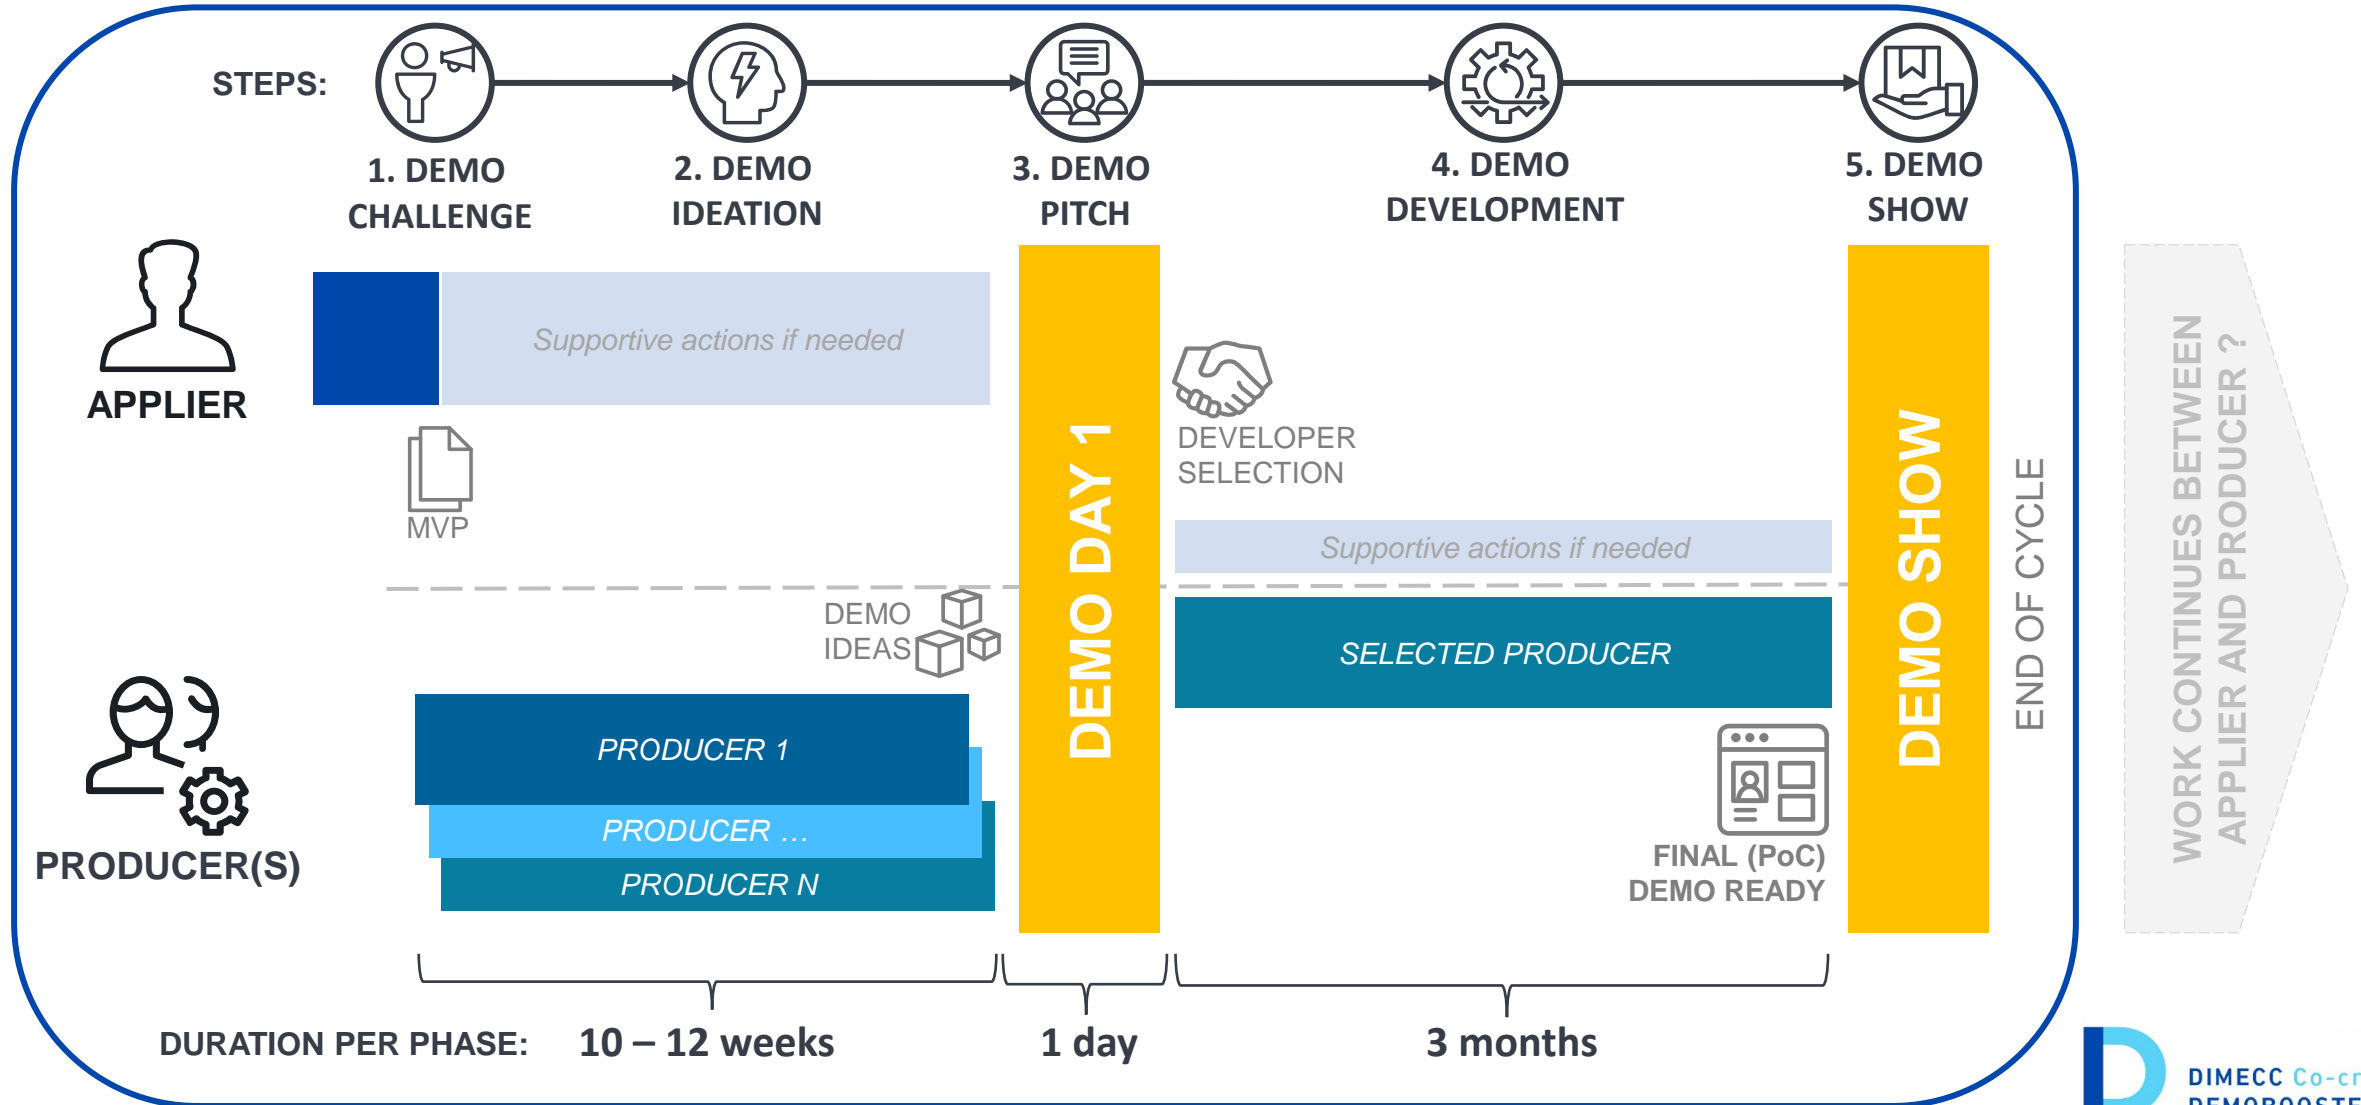 STEPS:
1. DEMO
CHALLENGE
2. DEMO
IDEATION
3. DEMO
PITCH
4. DEMO
DEVELOPMENT
5. DEMO
SHOW
APPLIER
Supportive actions if needed
MVP
DEMO DAY 1
DEVELOPER
SELECTION
Supportive actions if needed
DEMO
IDEAS
PRODUCER(S)
PRODUCER 1
PRODUCER ...
PRODUCER N
SELECTED PRODUCER
FINAL (PoC)
DEMO READY
DEMO SHOW
END OF CYCLE
WORK CONTINUES BETWEEN
APPLIER AND PRODUCER ?
DURATION PER PHASE:
10 – 12 weeks
1 day
3 months
DIMECC Co-cr